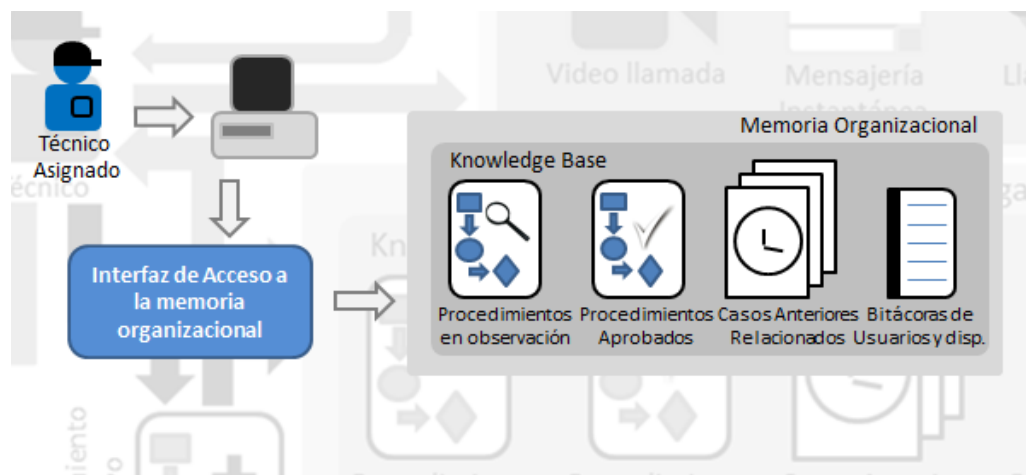 Video llamada
Mensajería
Instantánea
Técnico
Asignado
Memoria Organizacional
Knowledge Base
Interfaz de Acceso a
la memoria
organizacional
Procedimientos
en observación
Procedimientos
Aprobados
Casos Anteriores
Relacionados
Bitácoras de
Usuarios y disp.